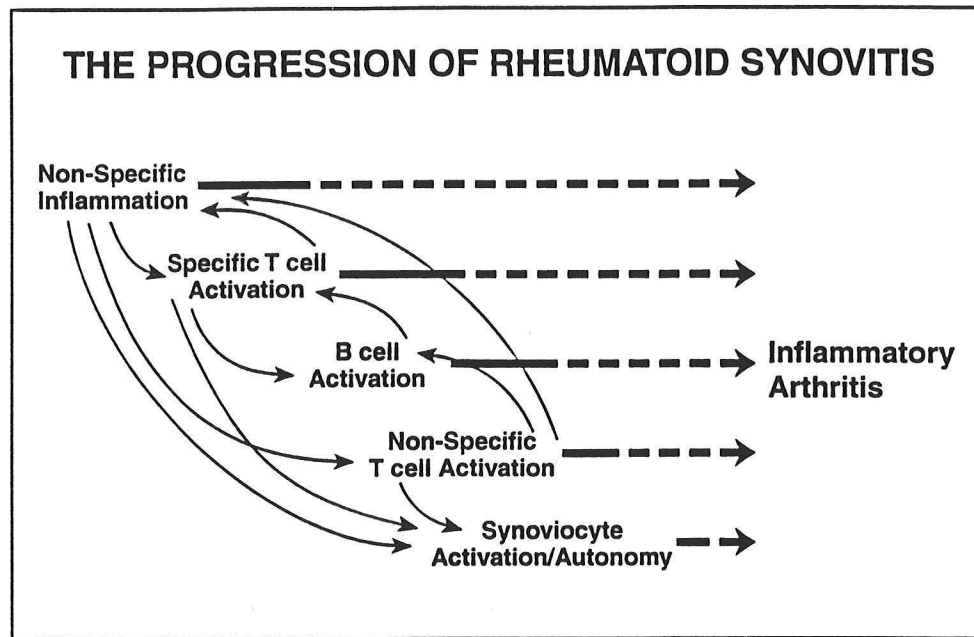 THE PROGRESSION OF RHEUMATOID SYNOVITIS
Non-Specific
Inflammation
Specific T cell
Activation
B cell
Activation
Inflammatory
Arthritis
Non-Specific
T cell Activation
Synoviocyte
Activation/Autonomy